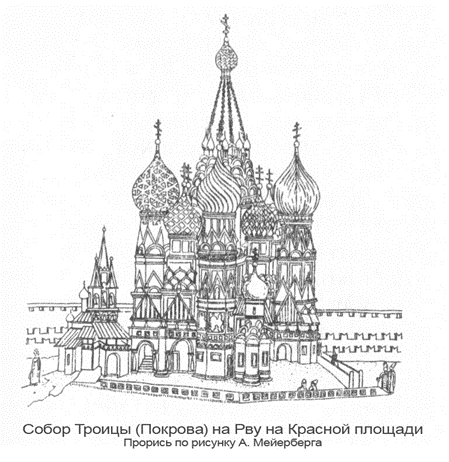 Собор Троицы (Покрова) на Рву на Красной площади
Прорись по рисунку А. Мейерберга